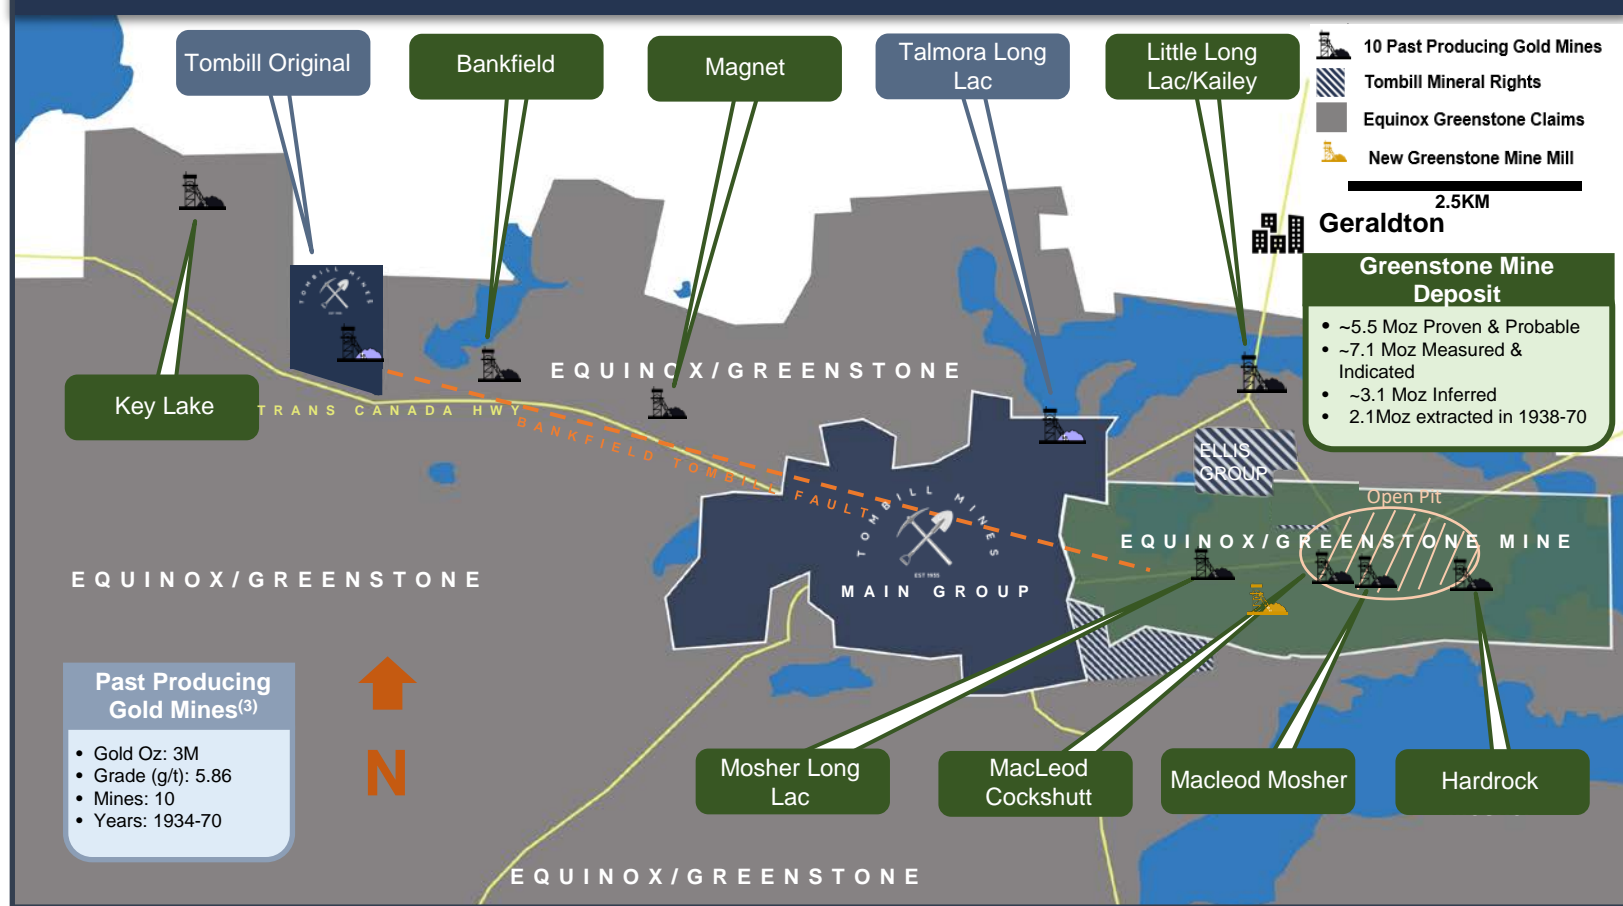 Tombill Original
Bankfield
Magnet
Talmora Long
Lac
Little Long
Lac/Kailey
10 Past Producing Gold Mines
Tombill Mineral Rights
Equinox Greenstone Claims
New Greenstone Mine Mill
2.5KM
Geraldton
Greenstone Mine
Deposit
• ~5.5 Moz Proven & Probable
• ~7.1 Moz Measured &
Indicated
• ~3.1 Moz Inferred
• 2.1Moz extracted in 1938-70
TOMBILL MINES
EQUINOX/GREENSTONE
Key Lake
TRANS CANADA HWY
BANKFIELD TOMBILL FAULT
ELLIS
GROUP
Open Pit
TOMBILL MINES
EST 1935
MAIN GROUP
EQUINOX/GREENSTONE MINE
EQUINOX/GREENSTONE
Past Producing
Gold Mines(3)
• Gold Oz: 3M
• Grade (g/t): 5.86
• Mines: 10
• Years: 1934-70
N
Mosher Long
Lac
MacLeod
Cockshutt
Macleod Mosher
Hardrock
EQUINOX/GREENSTONE